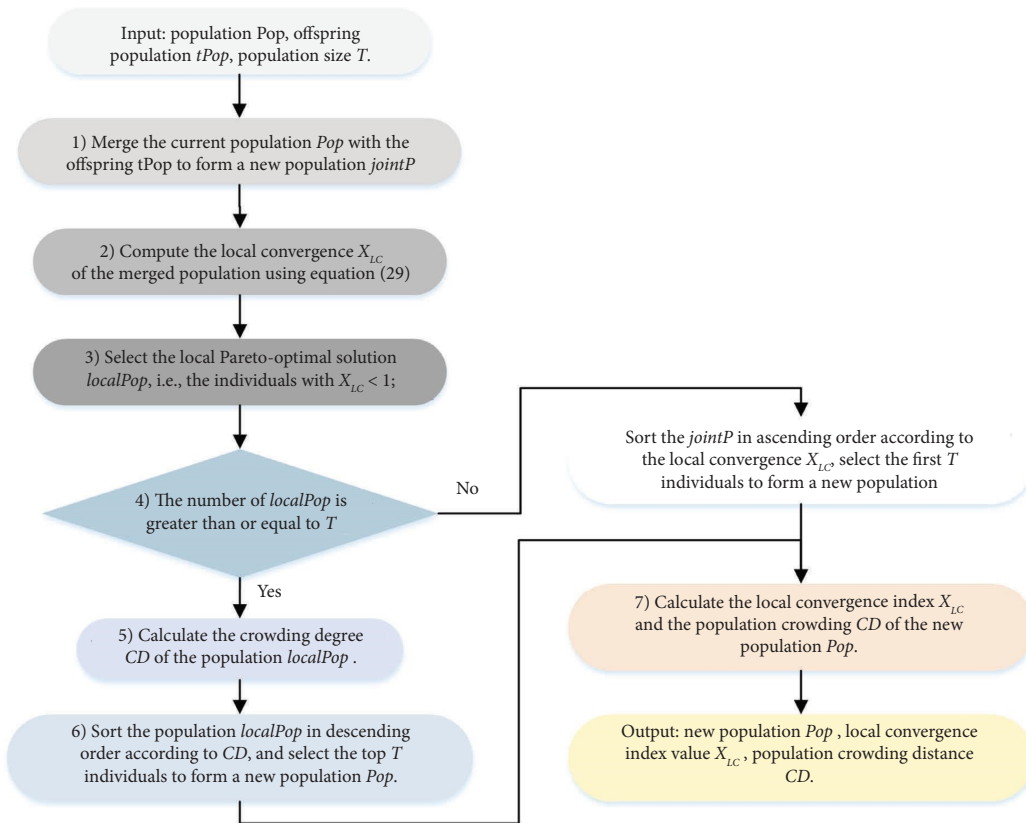 Input: population Pop, offspring
population tPop, population size T.
1) Merge the current population Pop with the
offspring tPop to form a new population jointP
2) Compute the local convergence X_LC
of the merged population using equation (29)
3) Select the local Pareto-optimal solution
localPop, i.e., the individuals with X_LC < 1;
4) The number of localPop is
greater than or equal to T
No
Sort the jointP in ascending order according to
the local convergence X_LC, select the first T
individuals to form a new population
Yes
5) Calculate the crowding degree
CD of the population localPop .
6) Sort the population localPop in descending
order according to CD, and select the top T
individuals to form a new population Pop.
7) Calculate the local convergence index X_LC
and the population crowding CD of the new
population Pop.
Output: new population Pop , local convergence
index value X_LC , population crowding distance
CD.